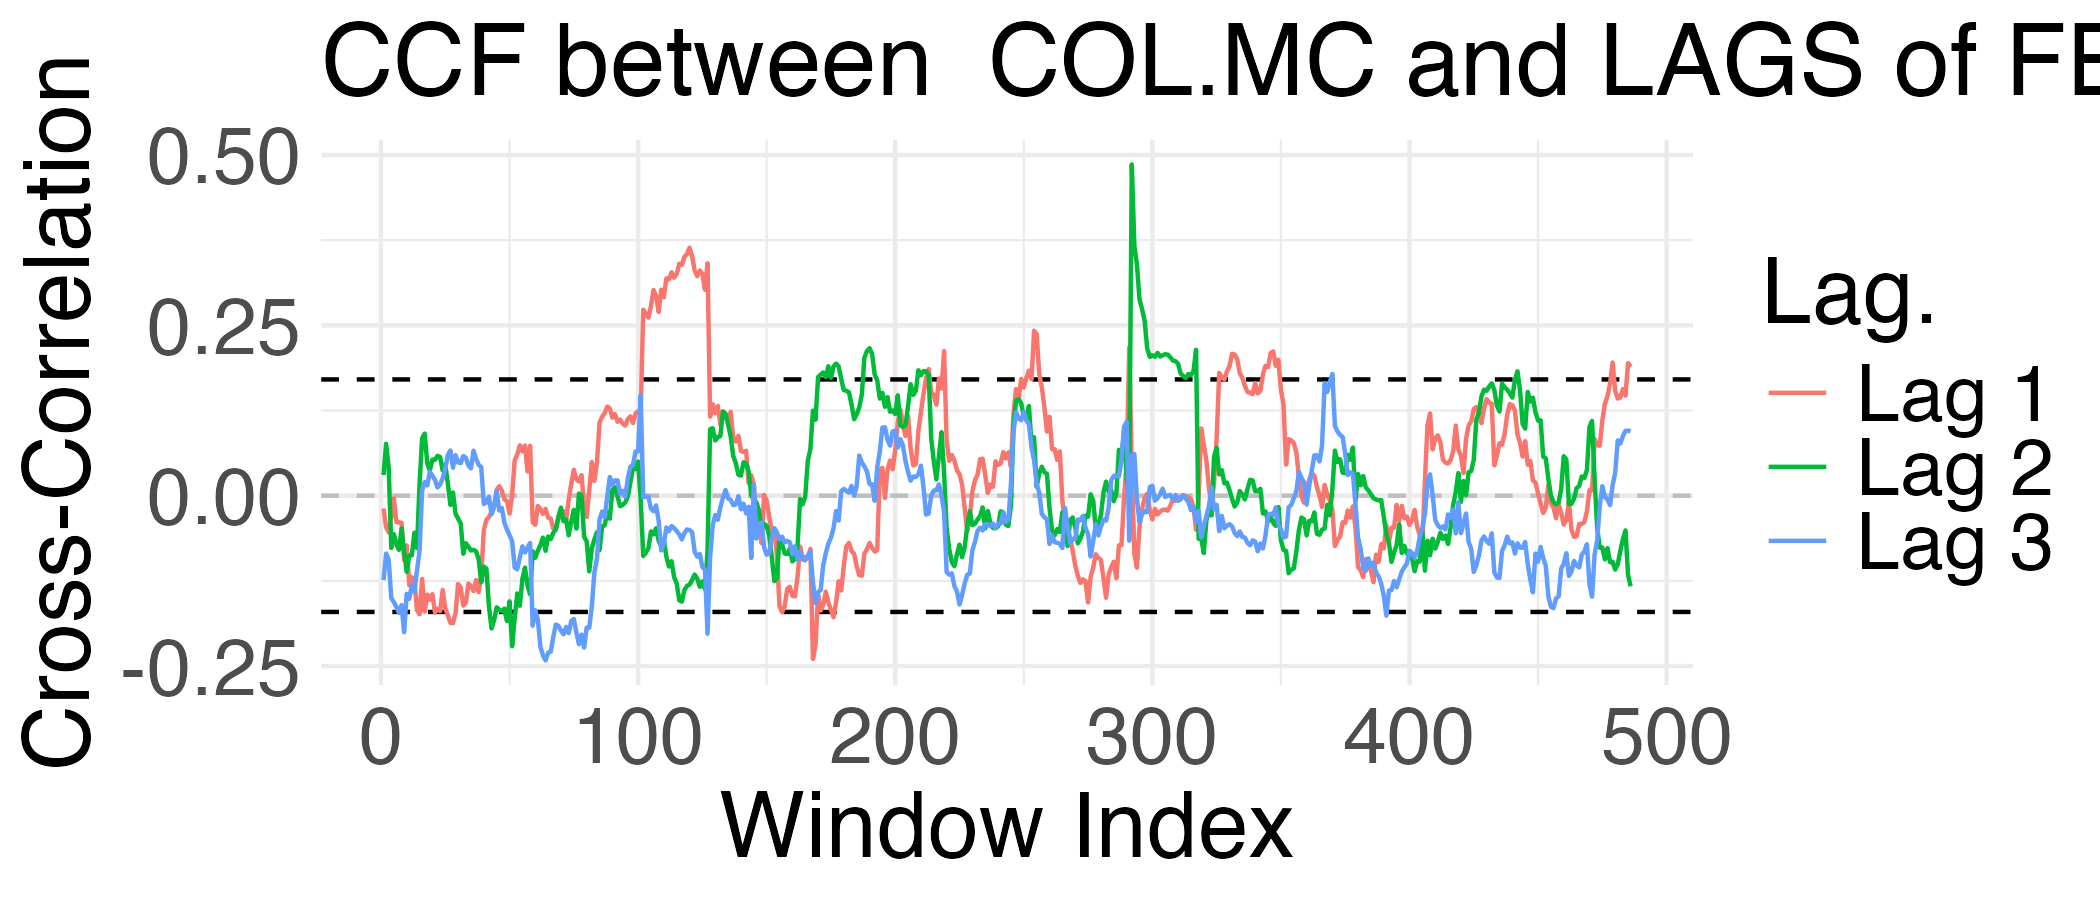 CCF between  COL.MC and LAGS of
Cross-Correlation
0.50
0.25
0.00
-0.25
0 100 200 300 400 500
Window Index
Lag.
Lag 1
Lag 2
Lag 3